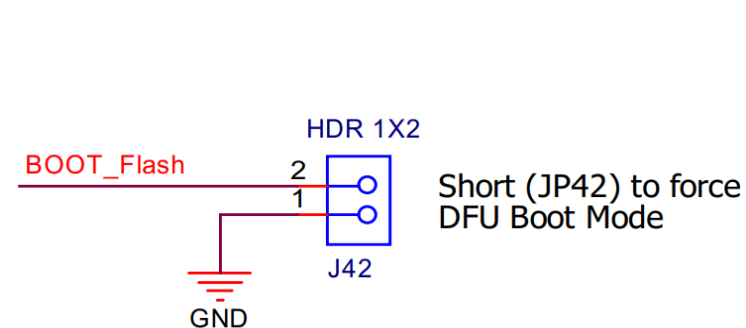 HDR 1X2
BOOT_Flash
2
1
Short (JP42) to force
DFU Boot Mode
J42
GND